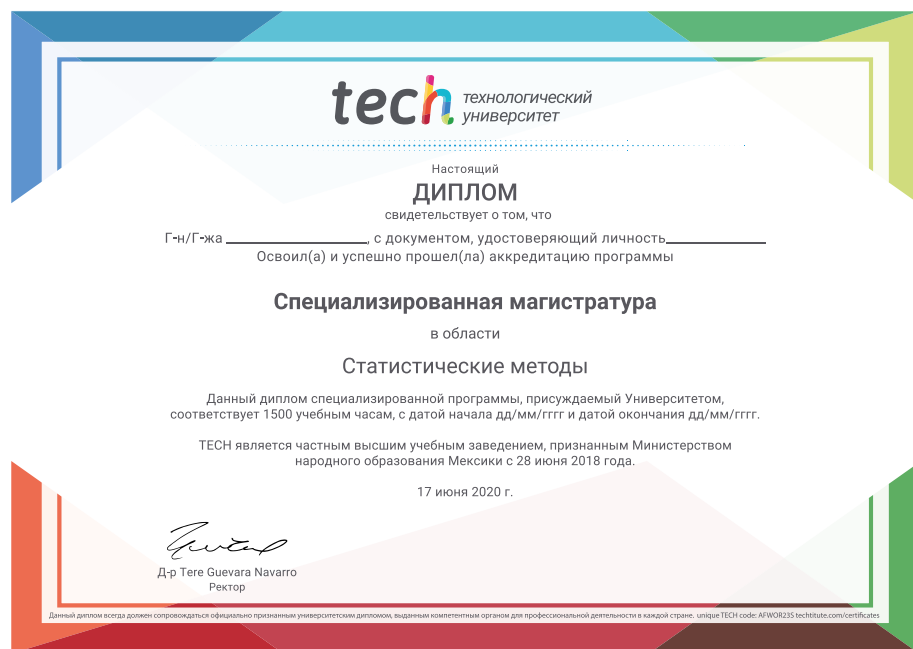 tech технологический
университет
Настоящий
ДИПЛОМ
свидетельствует о том, что
Г-н/Г-жа ____________________, с документом, удостоверяющий личность______________
Освоил(а) и успешно прошел(ла) аккредитацию программы
Специализированная магистратура
в области
Статистические методы
Данный диплом специализированной программы, присуждаемый Университетом,
соответствует 1500 учебным часам, с датой начала дд/мм/гггг и датой окончания дд/мм/гггг.
TECH является частным высшим учебным заведением, признанным Министерством
народного образования Мексики с 28 июня 2018 года.
17 июня 2020 г.
Д-р Tere Guevara Navarro
Ректор
Данный диплом всегда должен сопровождаться официально признанным университетским дипломом, выданным компетентным органом для профессиональной деятельности в каждой стране. unique TECH code: AFWOR23S techtitute.com/certificates